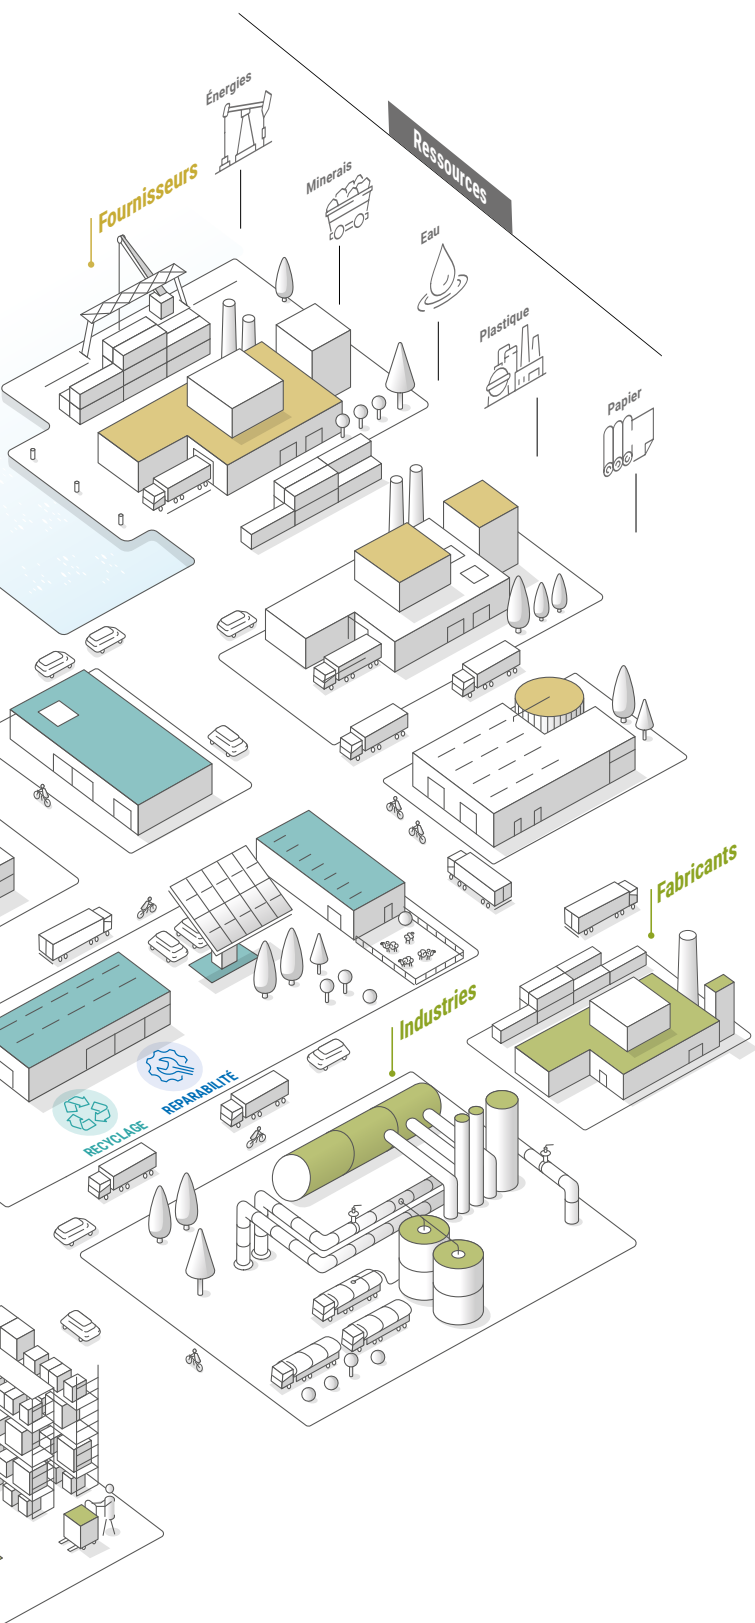 Énergies
Ressources
Minerais
Fournisseurs
Eau
Plastique
Papier
Fabricants
Industries
RÉPARABILITÉ
RECYCLAGE